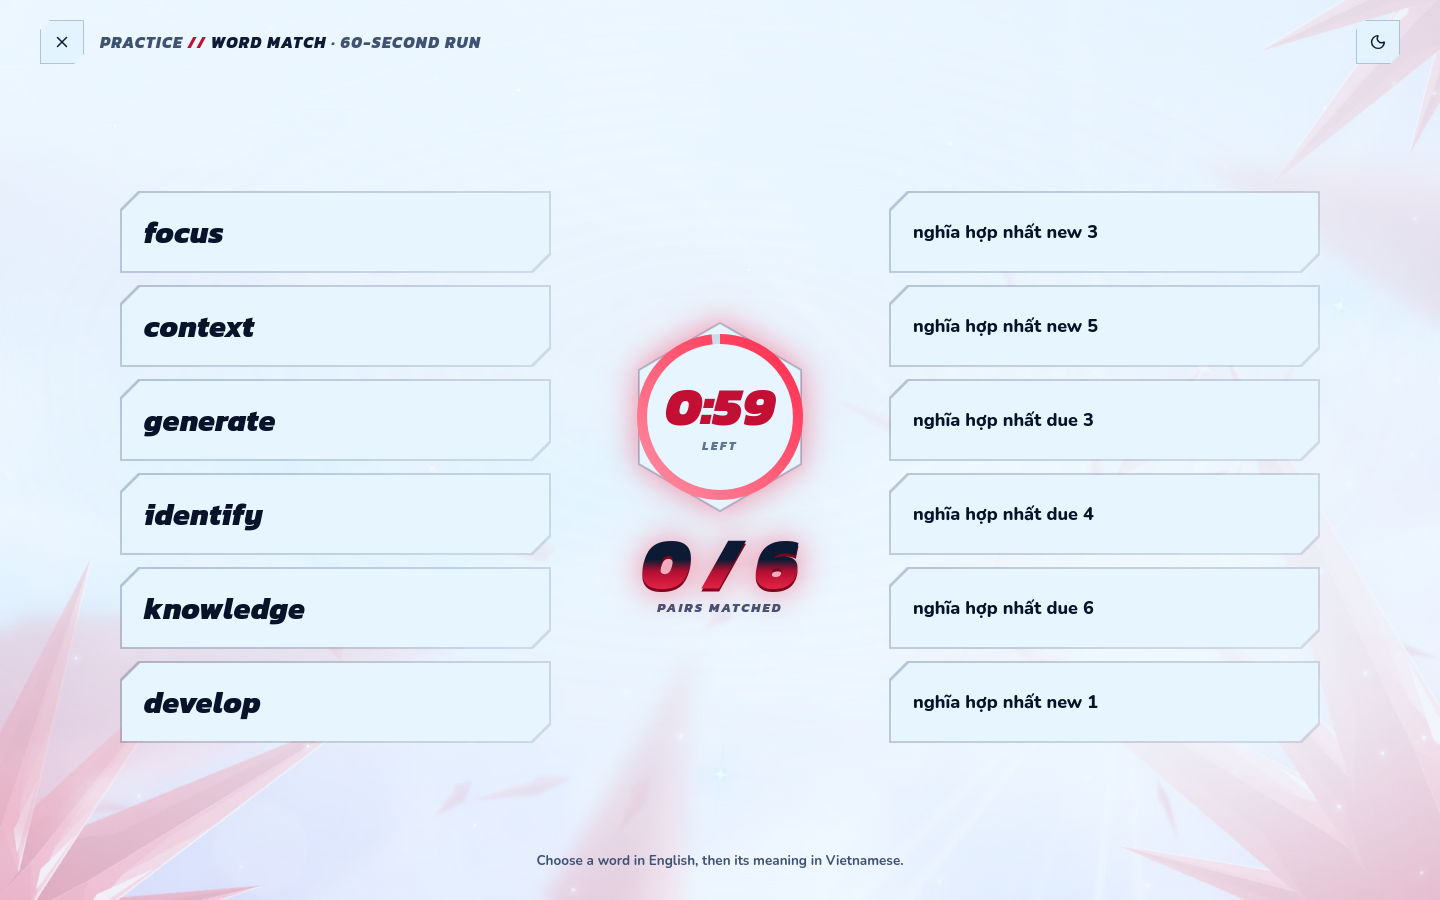 PRACTICE // WORD MATCH · 60-SECOND RUN
focus
context
generate
identify
knowledge
develop
0:59
LEFT
0 / 6
PAIRS MATCHED
nghĩa hợp nhất new 3
nghĩa hợp nhất new 5
nghĩa hợp nhất due 3
nghĩa hợp nhất due 4
nghĩa hợp nhất due 6
nghĩa hợp nhất new 1
Choose a word in English, then its meaning in Vietnamese.